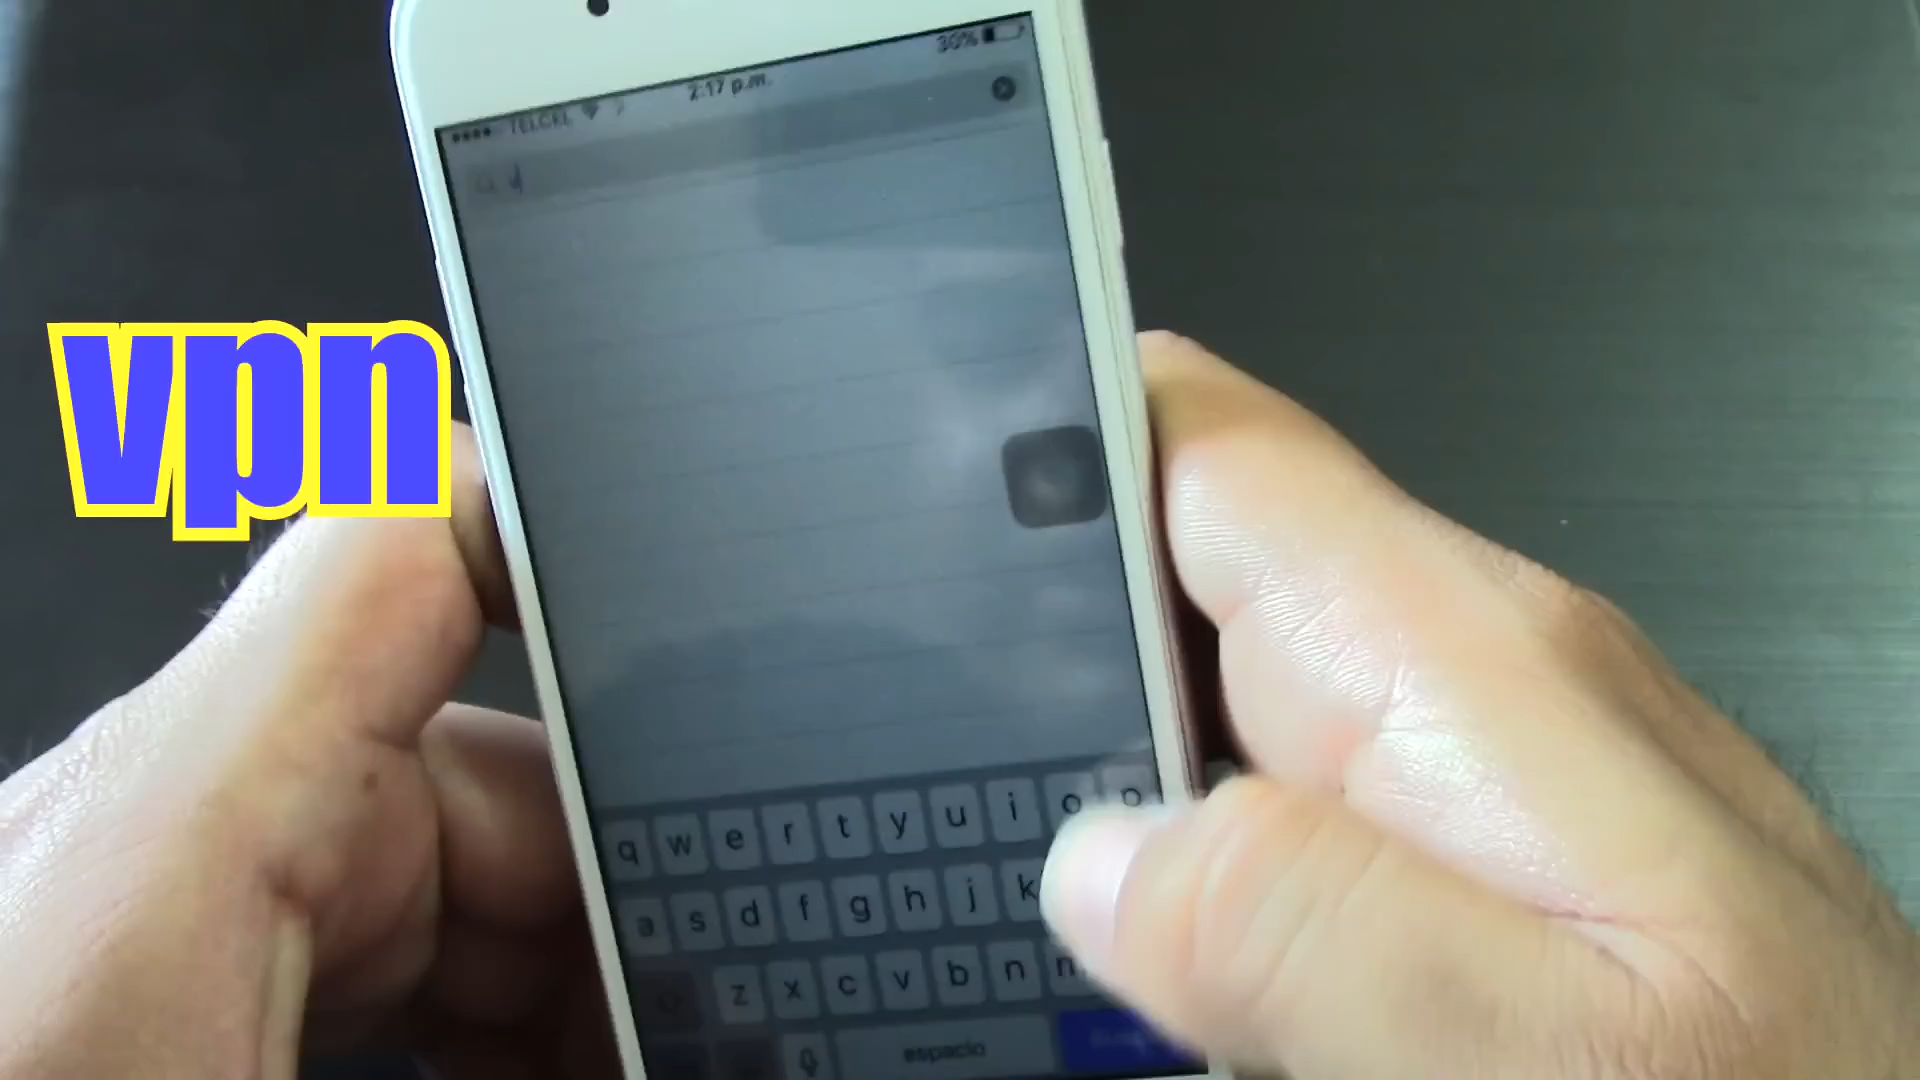 30%
2:17 p.m.
TELCEL
v
vpn
q w e r t y u i o p
a s d f g h j k
z x c v b n m
espacio